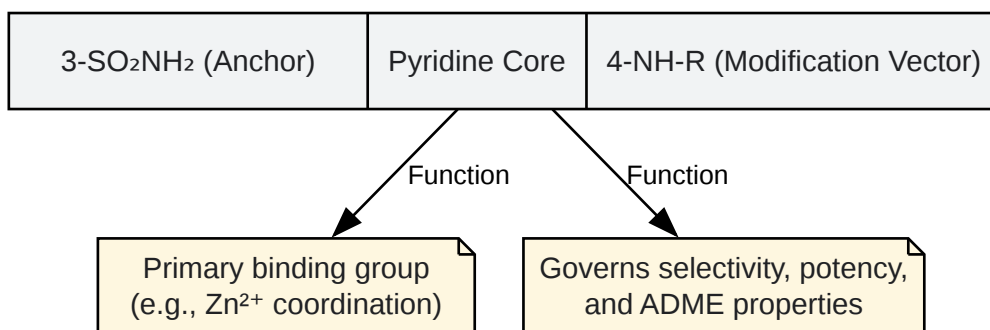 3-SO₂NH₂ (Anchor)
Pyridine Core
4-NH-R (Modification Vector)
Function
Function
Primary binding group
(e.g., Zn²⁺ coordination)
Governs selectivity, potency,
and ADME properties